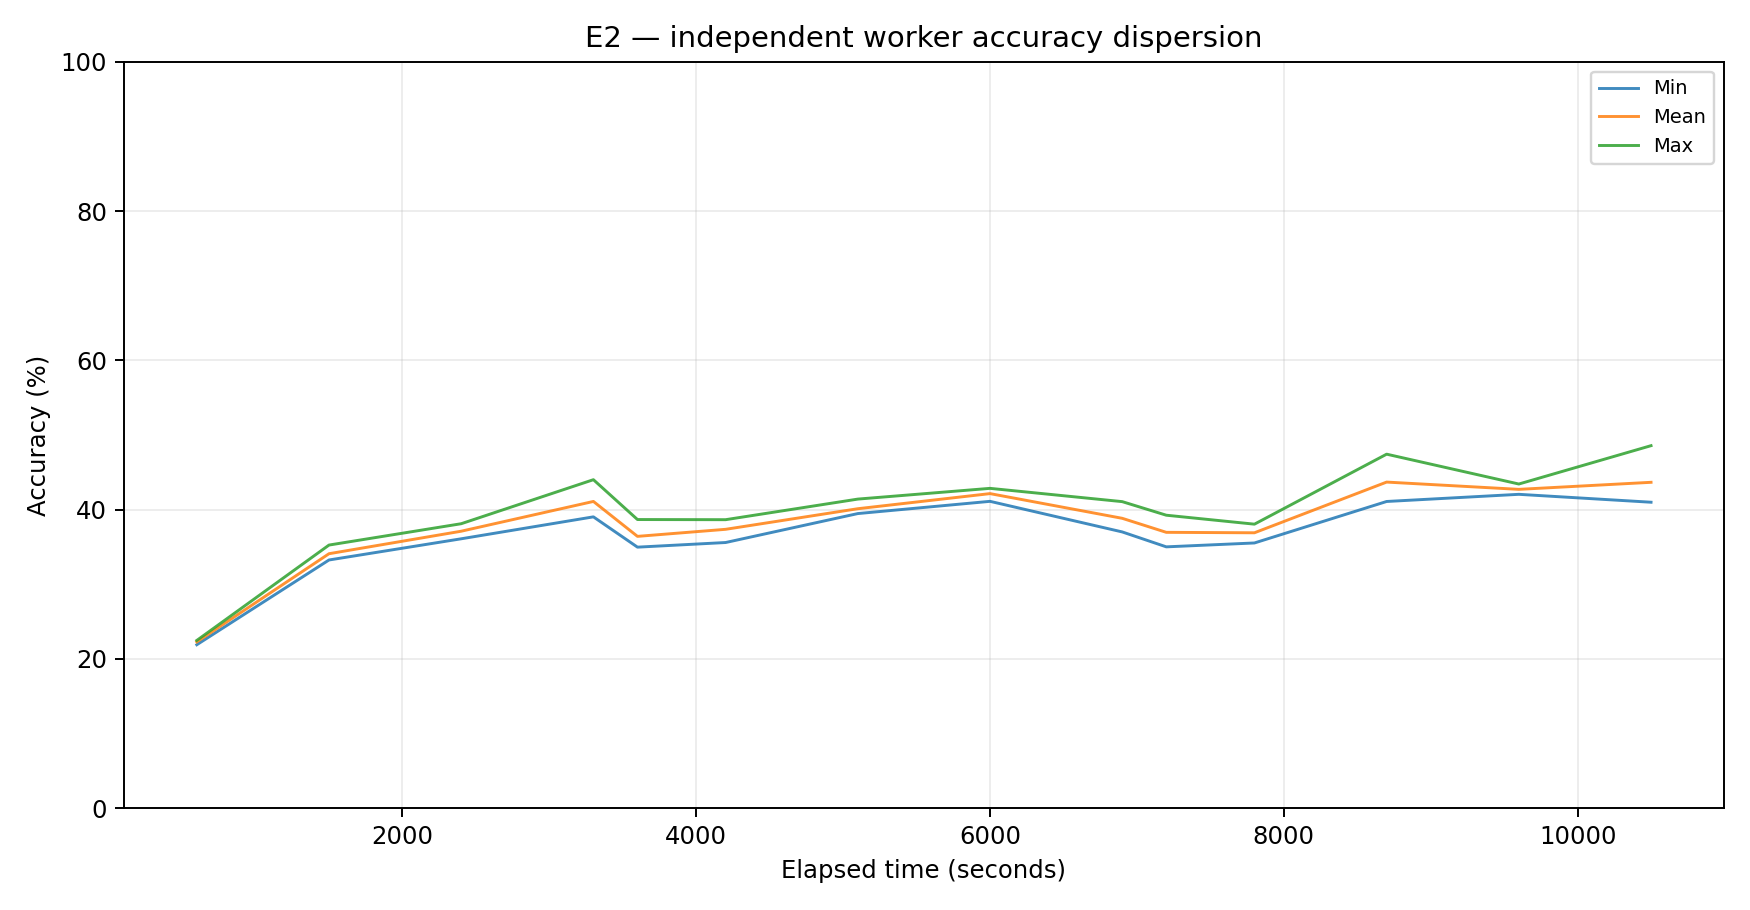 E2 — independent worker accuracy dispersion
100
80
60
40
20
0
Accuracy (%)
Min
Mean
Max
2000
4000
6000
8000
10000
Elapsed time (seconds)